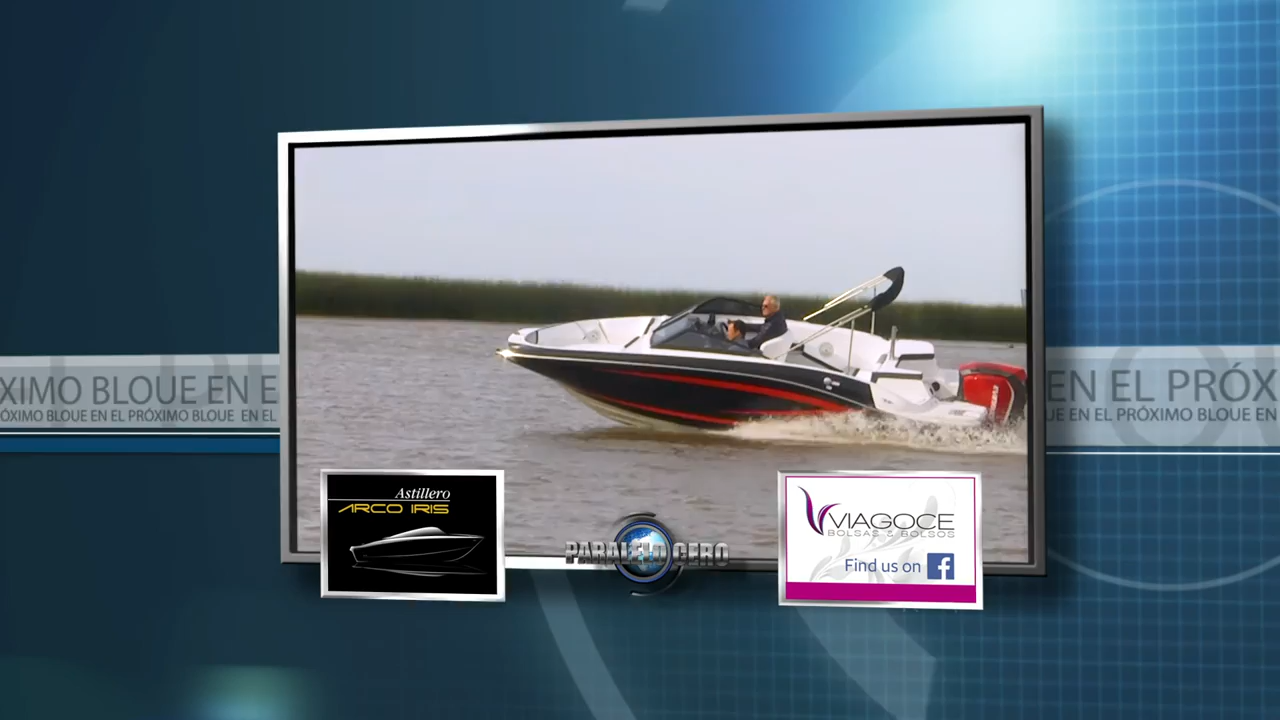 XIMO BLOUE EN E
EN EL PRÓX
ÓXIMO BLOUE EN EL PRÓXIMO BLOUE EN EL
UE EN EL PRÓXIMO BLOUE EN
Astillero
ARCO IRIS
PARALELO CERO
VIAGOCE
BOLSAS & BOLSOS
Find us on f